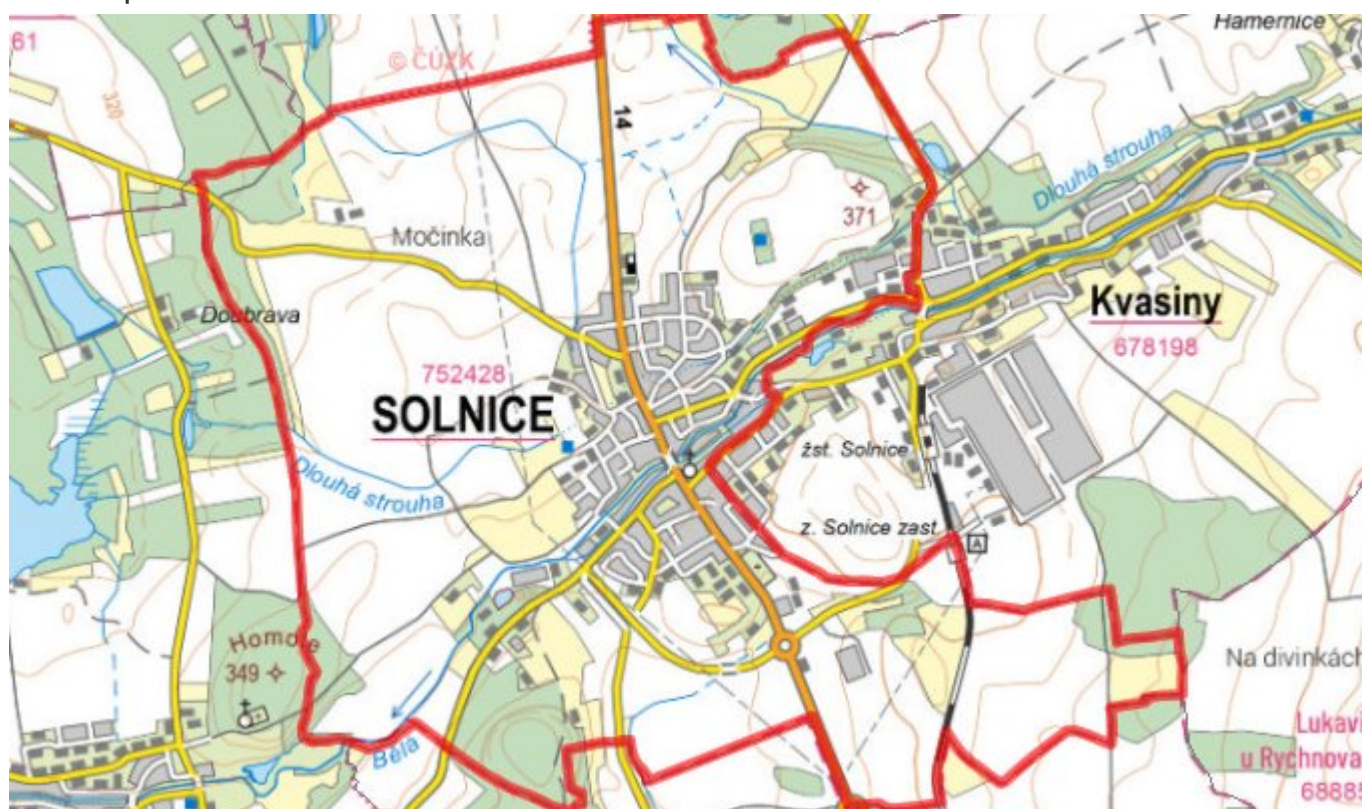 Hamernice
61
© ČÚZK
320
14
Dlouhá strouha
371
Močinka
Kvasiny
678198
Doubrava
752428
SOLNICE
žst. Solnice
Dlouhá strouha
z. Solnice zast.
A
Homole
349
Na divinkách
Běla
Lukavi
u Rychnova
6888